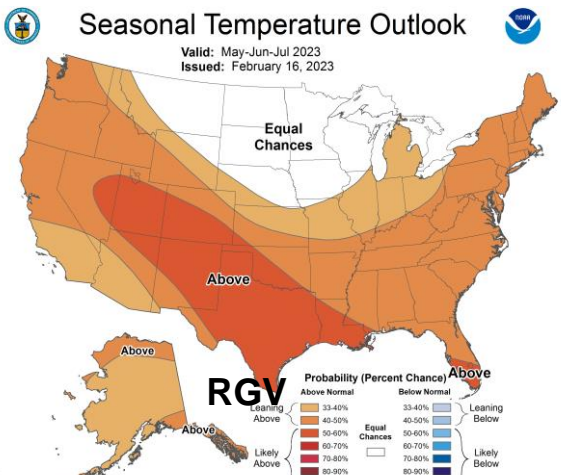 Seasonal Temperature Outlook
NOAA
Valid: May-Jun-Jul 2023
Issued: February 16, 2023
Equal
Chances
Above
Above
Above
Above
RGV
Probability (Percent Chance)
Above Normal
Below Normal
Leaning
Above
33-40%
40-50%
Likely
Above
50-60%
60-70%
70-80%
80-90%
Equal
Chances
33-40%
40-50%
Leaning
Below
50-60%
60-70%
70-80%
80-90%
Likely
Below